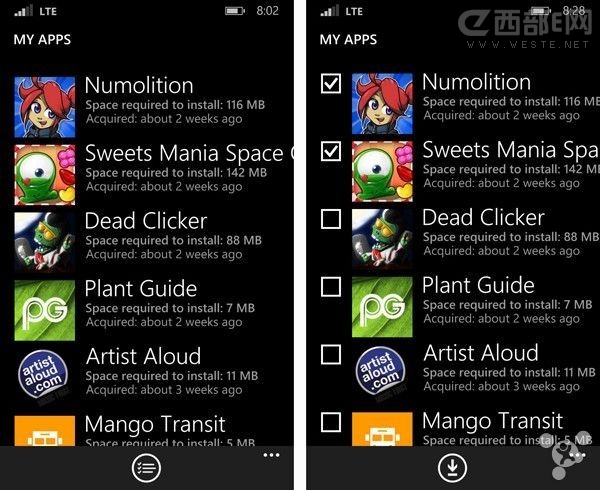 LTE
8:02
MY APPS
Numolition
Space required to install: 116 MB
Acquired: about 2 weeks ago
Sweets Mania Space
Space required to install: 142 MB
Acquired: about 2 weeks ago
Dead Clicker
Space required to install: 88 MB
Acquired: about 2 weeks ago
PG
Plant Guide
Space required to install: 7 MB
Acquired: about 2 weeks ago
artist
aloud
.com
Artist Aloud
Space required to install: 11 MB
Acquired: about 3 weeks ago
Mango Transit
Space required to install: 5 MB
LTE
8:28
西部E网
WWW.WESTE.NET
MY APPS
Numolition
Space required to install: 116 M
Acquired: about 2 weeks ago
Sweets Mania Spa
Space required to install: 142 M
Acquired: about 2 weeks ago
Dead Clicker
Space required to install: 88 MB
Acquired: about 2 weeks ago
PG
Plant Guide
Space required to install: 7 MB
Acquired: about 2 weeks ago
artist
aloud
.com
Artist Aloud
Space required to install: 11 MB
Acquired: about 3 weeks ago
Mango Transit
Space required to install: 5 MB